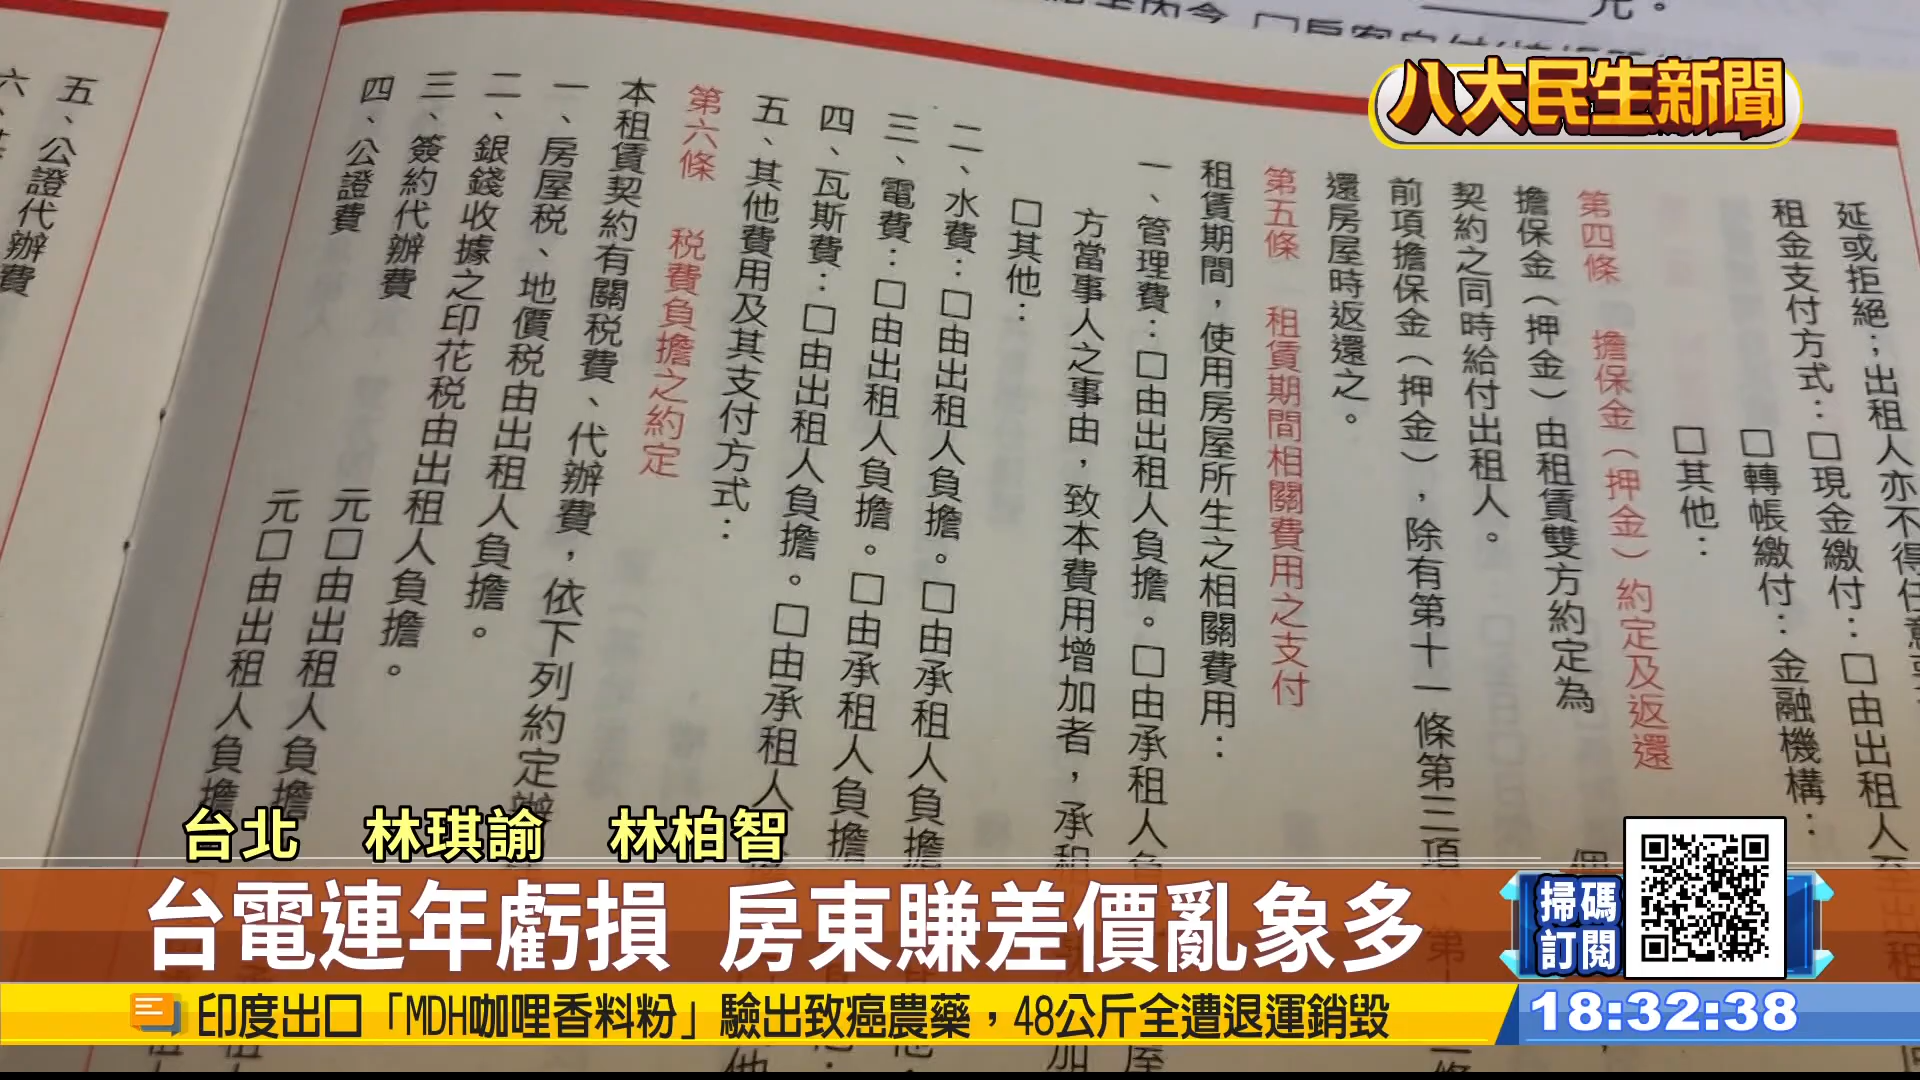 八大民生新聞
延或拒絕；出租人亦不得任意
租金支付方式：□現金繳付：□由出租人
□轉帳繳付：金融機構：
□其他：
第四條　擔保金（押金）約定及返還
擔保金（押金）由租賃雙方約定為
契約之同時給付出租人。
前項擔保金（押金），除有第十一條第三項
還房屋時返還之。
第五條　租賃期間相關費用之支付
租賃期間，使用房屋所生之相關費用：
一、管理費：□由出租人負擔。□由承租人負
方當事人之事由，致本費用增加者，承租
□其他：
二、水費：□由出租人負擔。□由承租人負擔
三、電費：□由出租人負擔。□由承租人負擔
四、瓦斯費：□由出租人負擔。□由承租人
五、其他費用及其支付方式：
第六條　稅費負擔之約定
本租賃契約有關稅費、代辦費，依下列約定辦
一、房屋稅、地價稅由出租人負擔。
二、銀錢收據之印花稅由出租人負擔。
三、簽約代辦費　元□由出租人負擔
四、公證費　元□由出租人負擔
五、公證代辦費
台北　林琪諭　林柏智
台電連年虧損 房東賺差價亂象多
掃碼
訂閱
印度出口「MDH咖哩香料粉」驗出致癌農藥，48公斤全遭退運銷毀
18:32:38